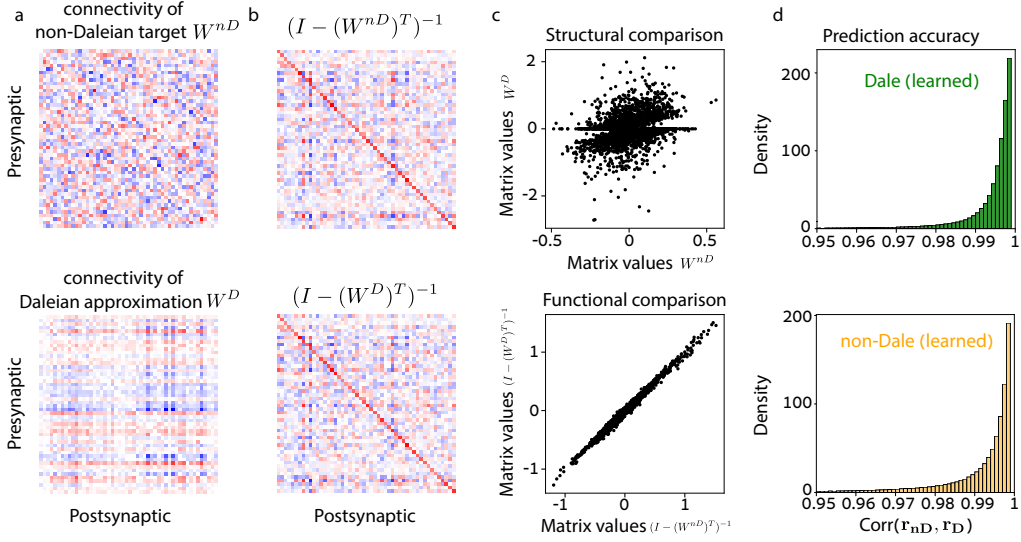 a
connectivity of
non-Daleian target W^{nD}
Presynaptic
b
(I − (W^{nD})^T)^{−1}
c
Structural comparison
Matrix values W^D
2
0
-2
-0.5
0
0.5
Matrix values W^{nD}
d
Prediction accuracy
Dale (learned)
Density
200
100
0
0.95 0.96 0.97 0.98 0.99 1
connectivity of
Daleian approximation W^D
Presynaptic
Postsynaptic
(I − (W^D)^T)^{−1}
Postsynaptic
Functional comparison
Matrix values (I − (W^D)^T)^{−1}
1
0
-1
-1
0
1
Matrix values (I − (W^{nD})^T)^{−1}
non-Dale (learned)
Density
200
100
0
0.95 0.96 0.97 0.98 0.99 1
Corr(r_{nD}, r_D)